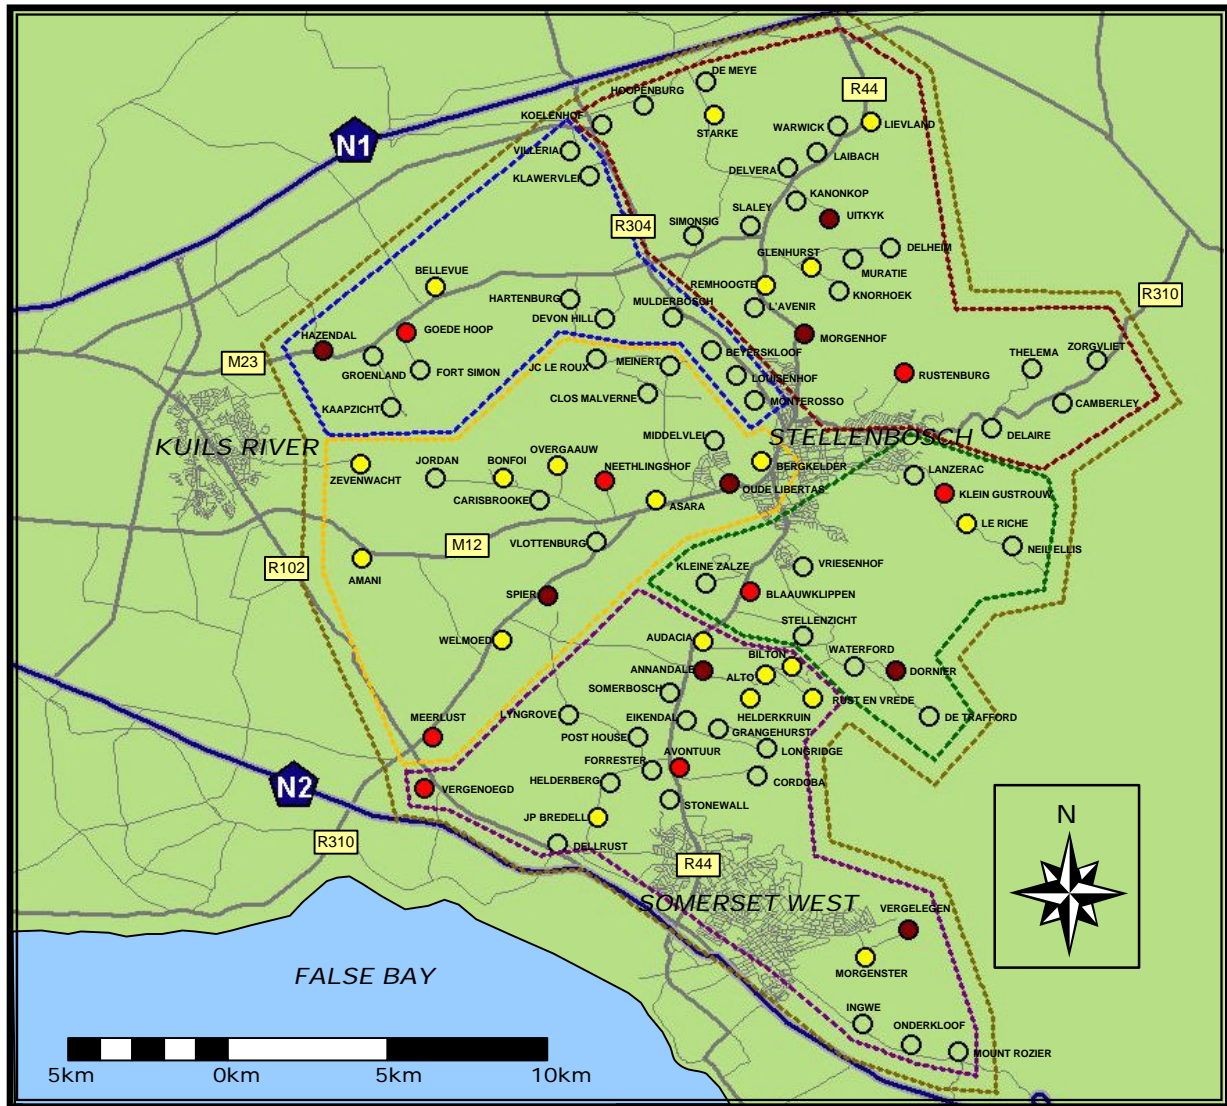 DE MEYE
R44
HOOPENBURG
KOELENHOF
STARKE
WARWICK
LIEVLAND
N1
VILLERIA
LAIBACH
KLAWERVLEI
DELVERA
KANONKOP
UITKYK
R304
SIMONSIG
SLALEY
GLENHURST
DELHEIM
MURATIE
BELLEVUE
REMHOOGTE
KNORHOEK
R310
HARTENBURG
MULDERBOSCH
L'AVENIR
DEVON HILL
GOEDE HOOP
HAZENDAL
MORGENHOF
M23
GROENLAND
FORT SIMON
JC LE ROUX
MEINERT
BEYERSKLOOF
LOUISENHOF
RUSTENBURG
THELEMA
ZORGVLIET
KAAPZICHT
CLOS MALVERNE
MONTEROSSO
CAMBERLEY
KUILS RIVER
MIDDELVLEI
STELLENBOSCH
DELAIRE
ZEVENWACHT
JORDAN
BONFOI
OVERGAAUW
NEETHLINGSHOF
BERGKELDER
LANZERAC
CARISBROOKE
ASARA
OUDE LIBERTAS
KLEIN GUSTROUW
LE RICHE
M12
VLOTTENBURG
NEIL ELLIS
R102
AMANI
KLEINE ZALZE
VRIESENHOF
SPIER
BLAAUWKLIPPEN
STELLENZICHT
WELMOED
AUDACIA
BILTON
WATERFORD
ANNANDALE
ALTO
DORNIER
SOMERBOSCH
HELDERKRUIN
RUST EN VREDE
MEERLUST
LYNGROVE
EIKENDAL
DE TRAFFORD
POST HOUSE
GRANGEHURST
AVONTUUR
LONGRIDGE
FORRESTER
N2
VERGENOEGD
HELDERBERG
CORDOBA
STONEWALL
N
JP BREDELL
R310
DELLRUST
R44
SOMERSET WEST
VERGELEGEN
FALSE BAY
MORGENSTER
INGWE
ONDERKLOOF
MOUNT ROZIER
5km 0km 5km 10km